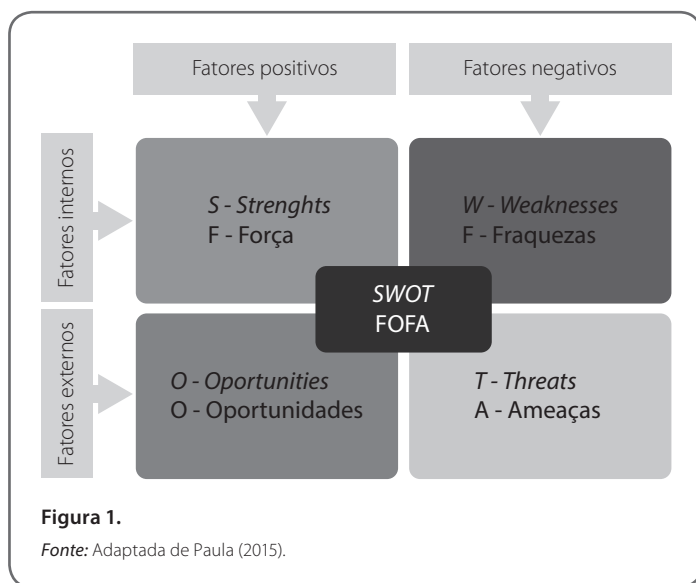 Fatores positivos
Fatores negativos
Fatores internos
S - Strenghts
F - Força
W - Weaknesses
F - Fraquezas
SWOT
FOFA
Fatores externos
O - Oportunities
O - Oportunidades
T - Threats
A - Ameaças
Figura 1.
Fonte: Adaptada de Paula (2015).